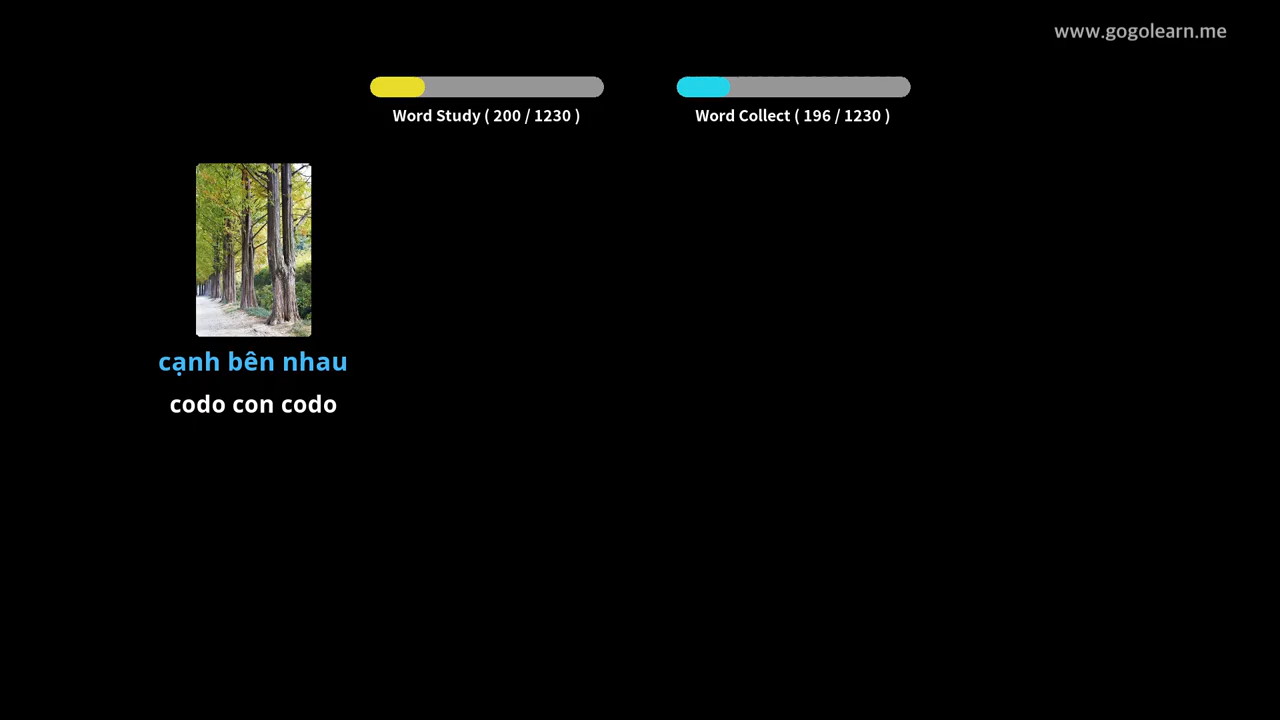 www.gogolearn.me
Word Study ( 200 / 1230 )
Word Collect ( 196 / 1230 )
cạnh bên nhau
codo con codo